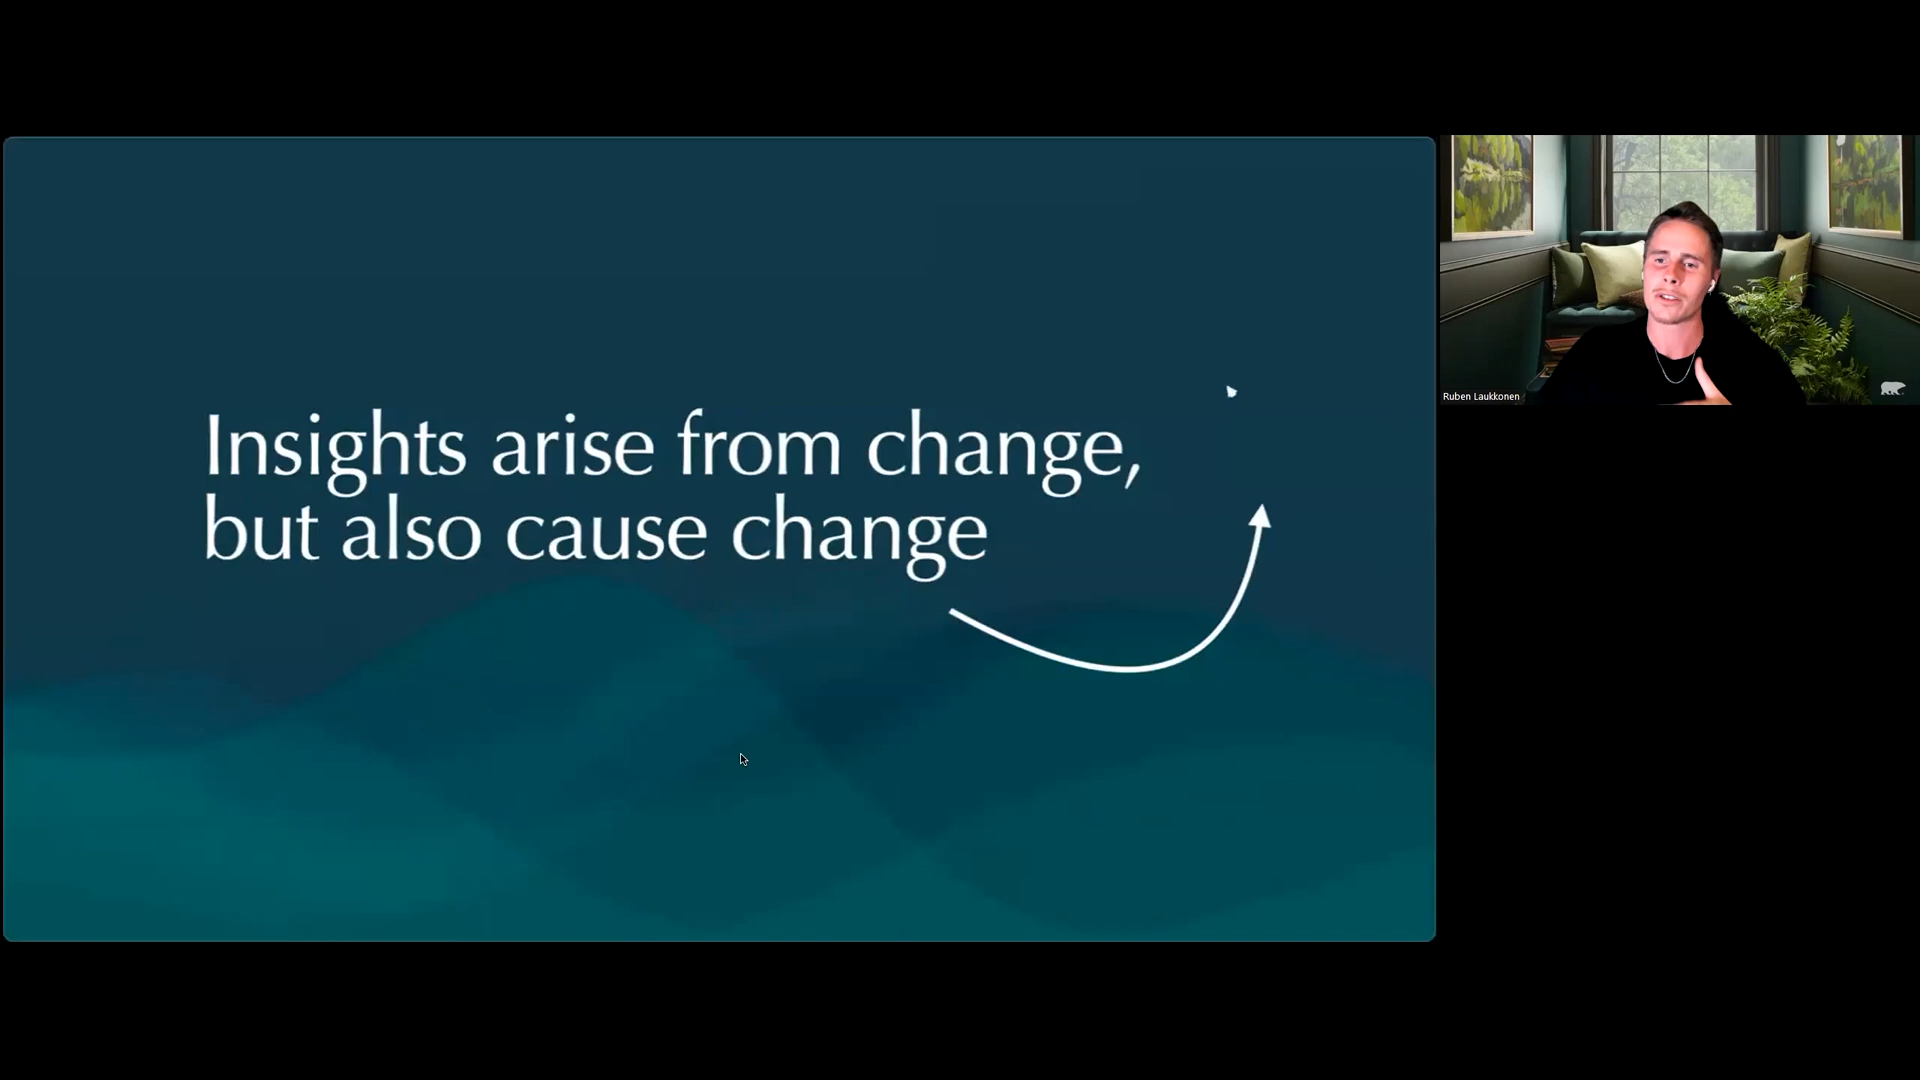 Insights arise from change,
but also cause change
Ruben Laukkonen